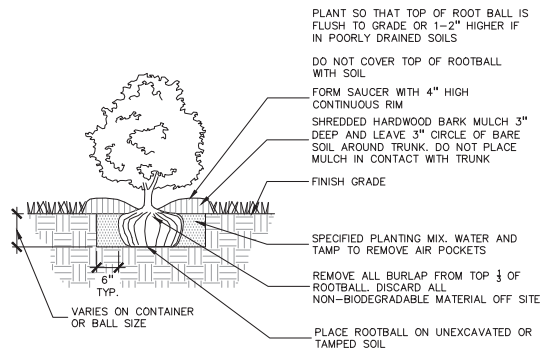 PLANT SO THAT TOP OF ROOT BALL IS
FLUSH TO GRADE OR 1-2" HIGHER IF
IN POORLY DRAINED SOILS
DO NOT COVER TOP OF ROOTBALL
WITH SOIL
FORM SAUCER WITH 4" HIGH
CONTINUOUS RIM
SHREDDED HARDWOOD BARK MULCH 3"
DEEP AND LEAVE 3" CIRCLE OF BARE
SOIL AROUND TRUNK. DO NOT PLACE
MULCH IN CONTACT WITH TRUNK
FINISH GRADE
SPECIFIED PLANTING MIX. WATER AND
TAMP TO REMOVE AIR POCKETS
REMOVE ALL BURLAP FROM TOP 1/3 OF
ROOTBALL. DISCARD ALL
NON-BIODEGRADABLE MATERIAL OFF SITE
PLACE ROOTBALL ON UNEXCAVATED OR
TAMPED SOIL
6"
TYP.
VARIES ON CONTAINER
OR BALL SIZE